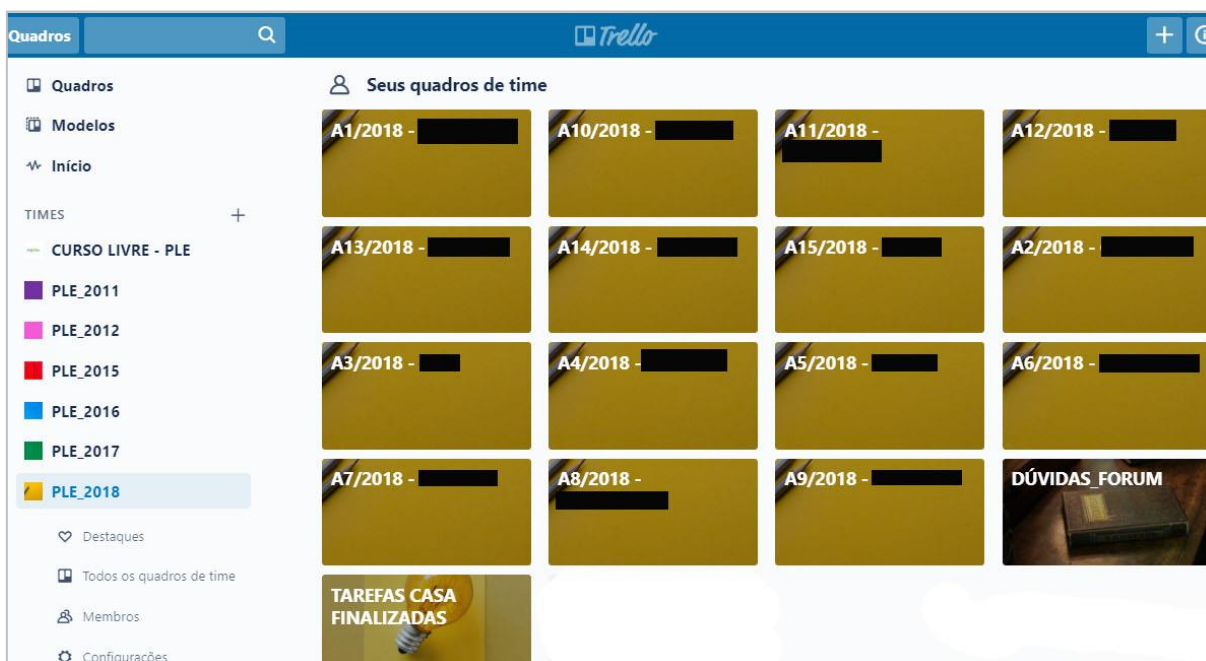 Quadros
Trello
Quadros
Modelos
Início
TIMES
CURSO LIVRE - PLE
PLE_2011
PLE_2012
PLE_2015
PLE_2016
PLE_2017
PLE_2018
Destaques
Todos os quadros de time
Membros
Configurações
Seus quadros de time
A1/2018 -
A10/2018 -
A11/2018 -
A12/2018 -
A13/2018 -
A14/2018 -
A15/2018 -
A2/2018 -
A3/2018 -
A4/2018 -
A5/2018 -
A6/2018 -
A7/2018 -
A8/2018 -
A9/2018 -
DÚVIDAS_FORUM
TAREFAS CASA
FINALIZADAS